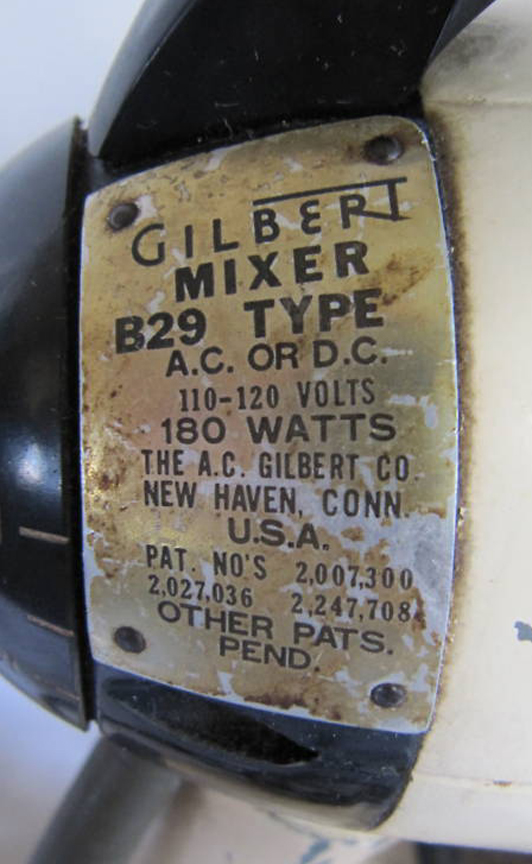 GILBERT
MIXER
B29 TYPE
A.C. OR D.C.
110-120 VOLTS
180 WATTS
THE A.C. GILBERT CO.
NEW HAVEN, CONN.
U.S.A.
PAT. NO'S 2,007,300
2,027,036 2,247,708
OTHER PATS.
PEND.